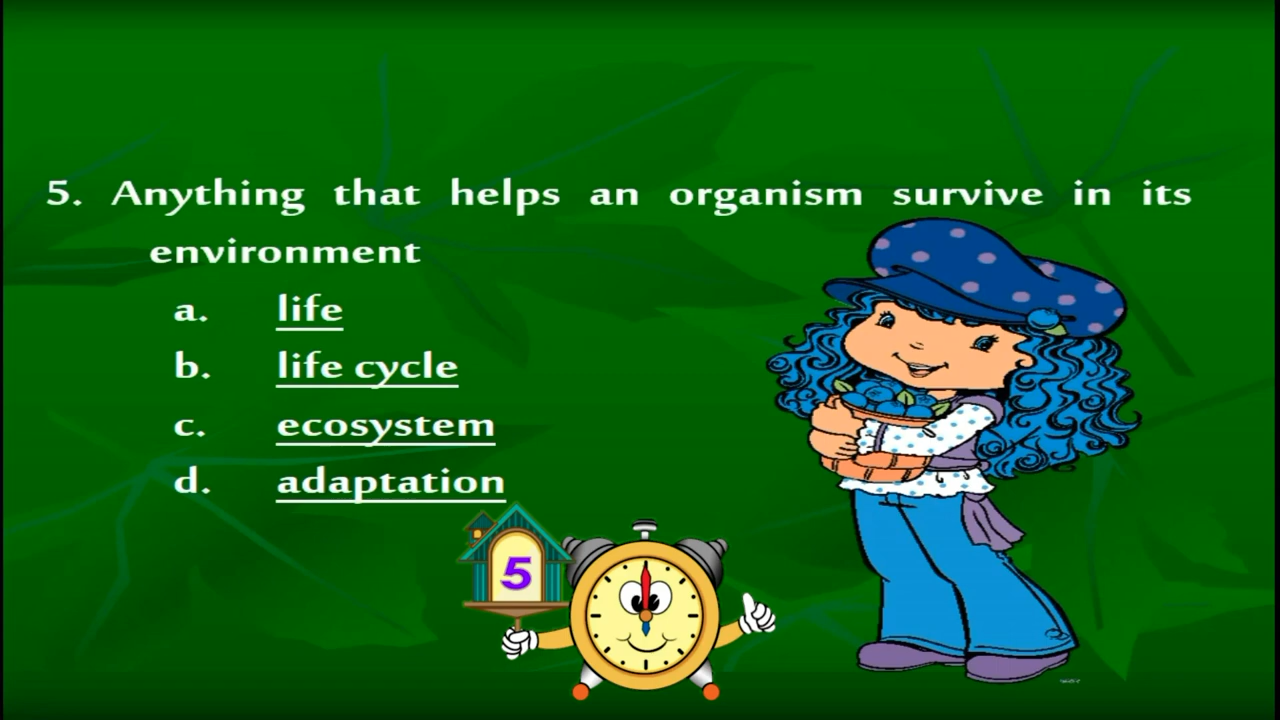 5. Anything that helps an organism survive in its
environment
a. life
b. life cycle
c. ecosystem
d. adaptation
5